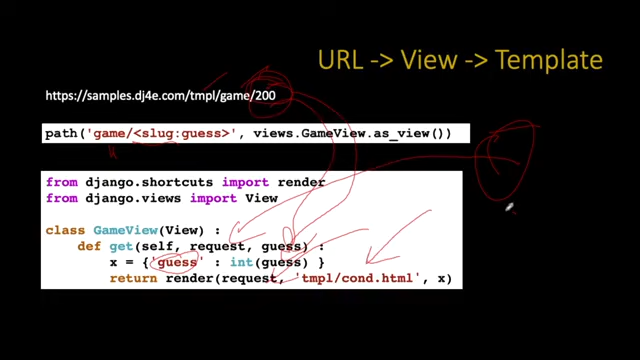 URL -> View -> Template
https://samples.dj4e.com/tmpl/game/200
path('game/<slug:guess>', views.GameView.as_view())
from django.shortcuts import render
from django.views import View
class GameView(View) :
def get(self, request, guess) :
x = {'guess' : int(guess) }
return render(request, 'tmpl/cond.html', x)